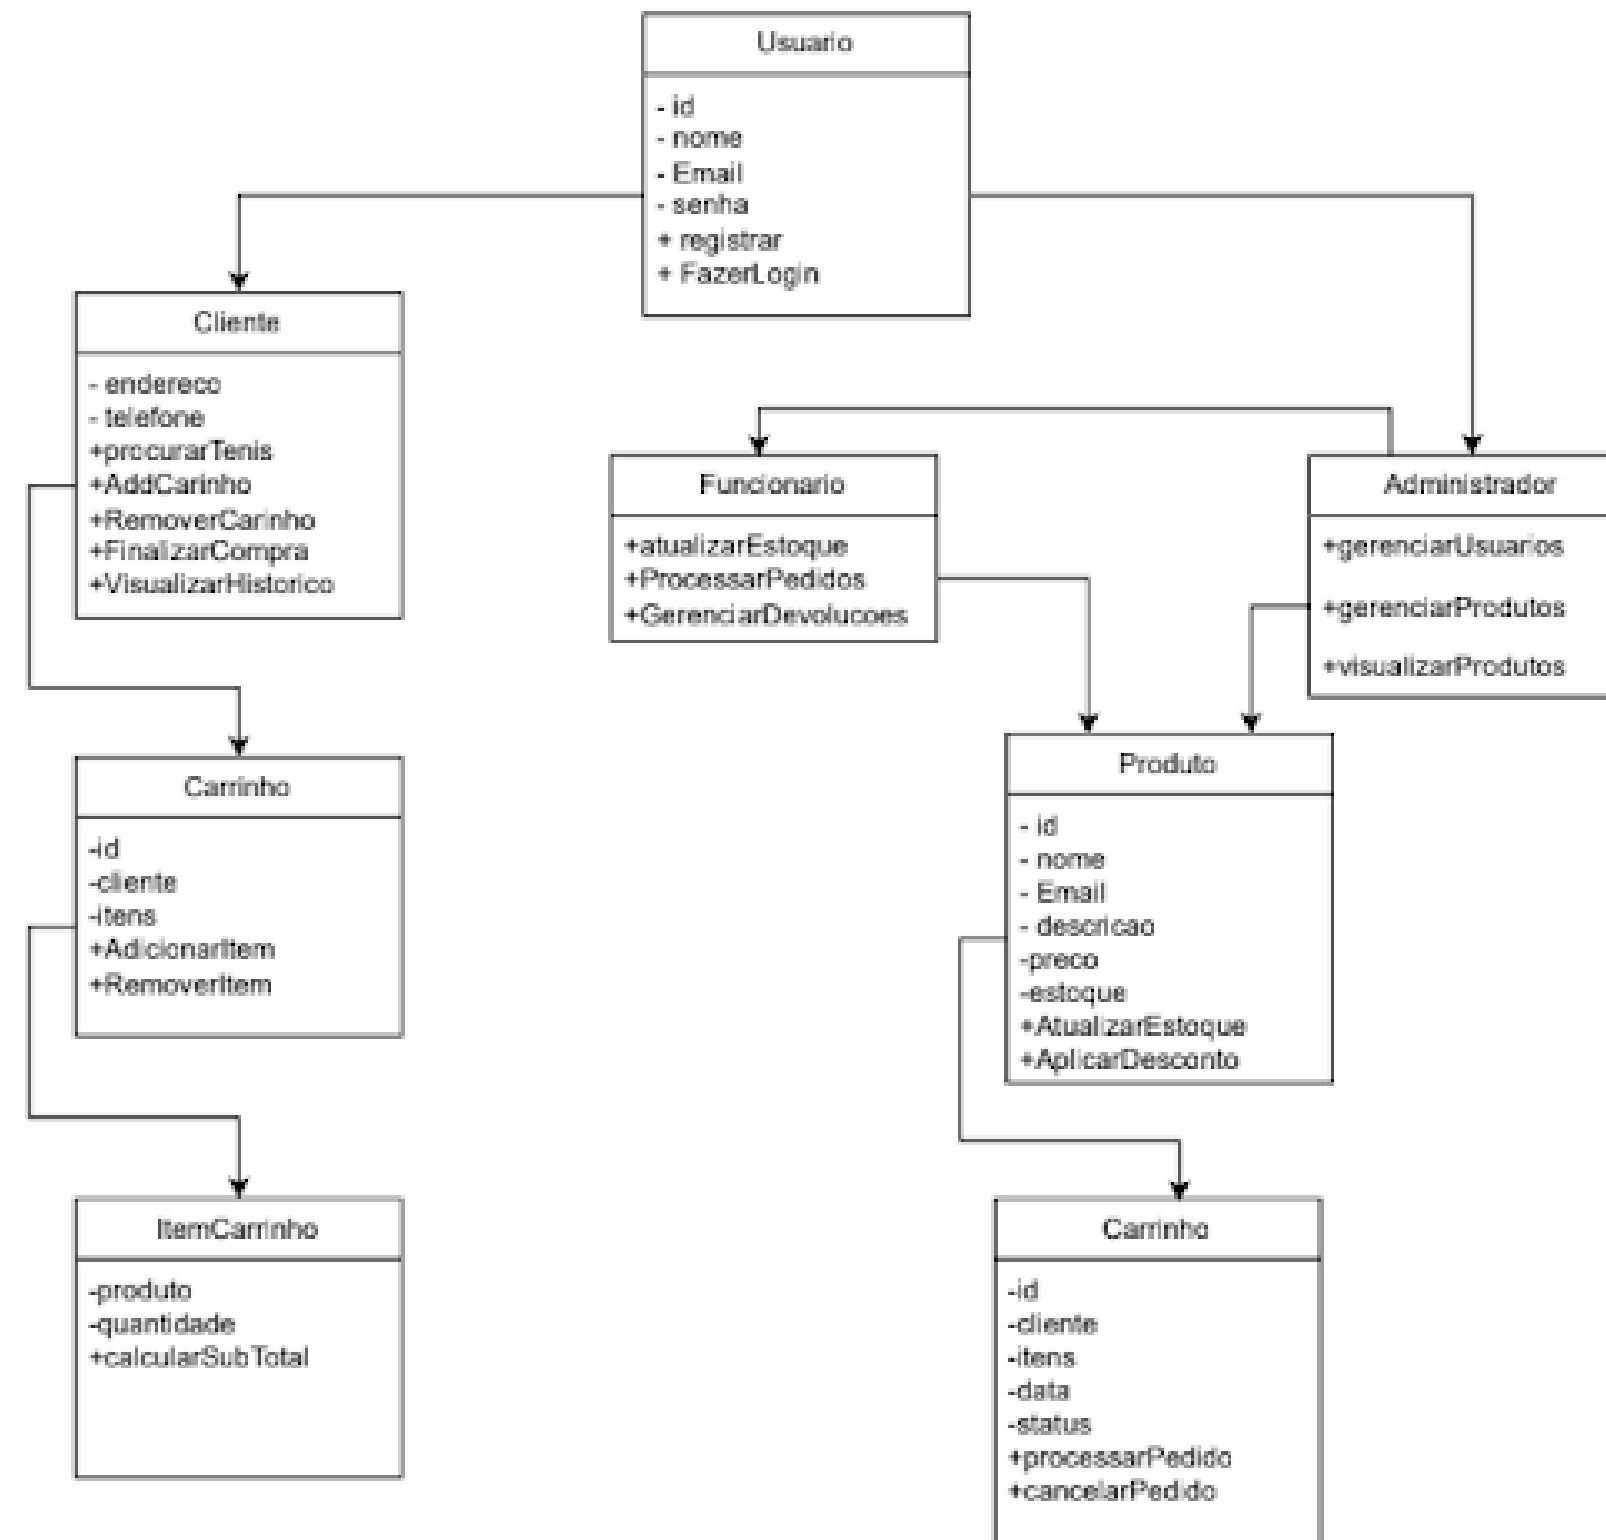 Usuario
- id
- nome
- Email
- senha
+ registrar
+ FazerLogin
Cliente
- endereco
- telefone
+procurarTenis
+AddCarinho
+RemoverCarinho
+FinalizarCompra
+VisualizarHistorico
Funcionario
+atualizarEstoque
+ProcessarPedidos
+GerenciarDevolucoes
Administrador
+gerenciarUsuarios
+gerenciarProdutos
+visualizarProdutos
Carrinho
-id
-cliente
-itens
+AdicionarItem
+RemoverItem
Produto
- id
- nome
- Email
- descricao
-preco
-estoque
+AtualizarEstoque
+AplicarDesconto
ItemCarrinho
-produto
-quantidade
+calcularSubTotal
Carrinho
-id
-cliente
-itens
-data
-status
+processarPedido
+cancelarPedido